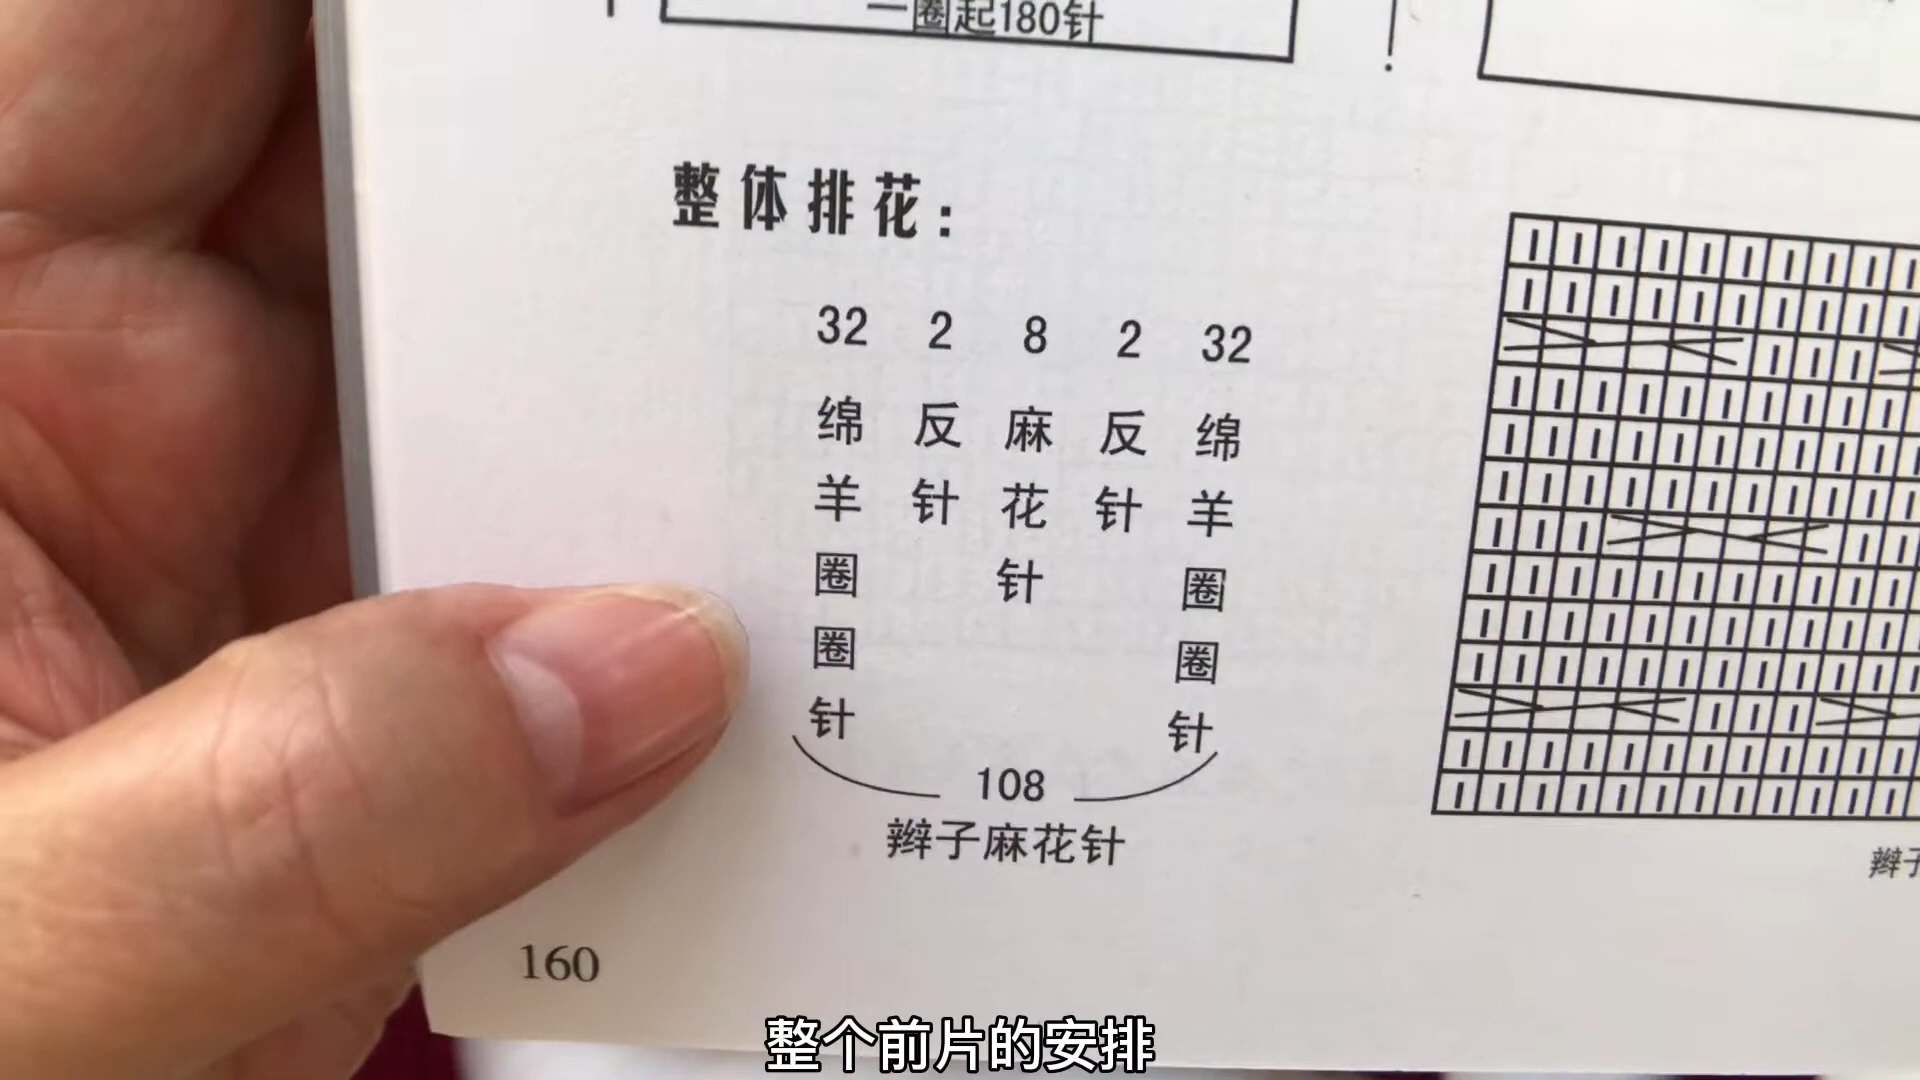 一圈起180针
整体排花：
32 2 8 2 32
绵 反 麻 反 绵
羊 针 花 针 羊
圈 针 圈
圈 圈
针 针
108
辫子麻花针
辫子
160
整个前片的安排